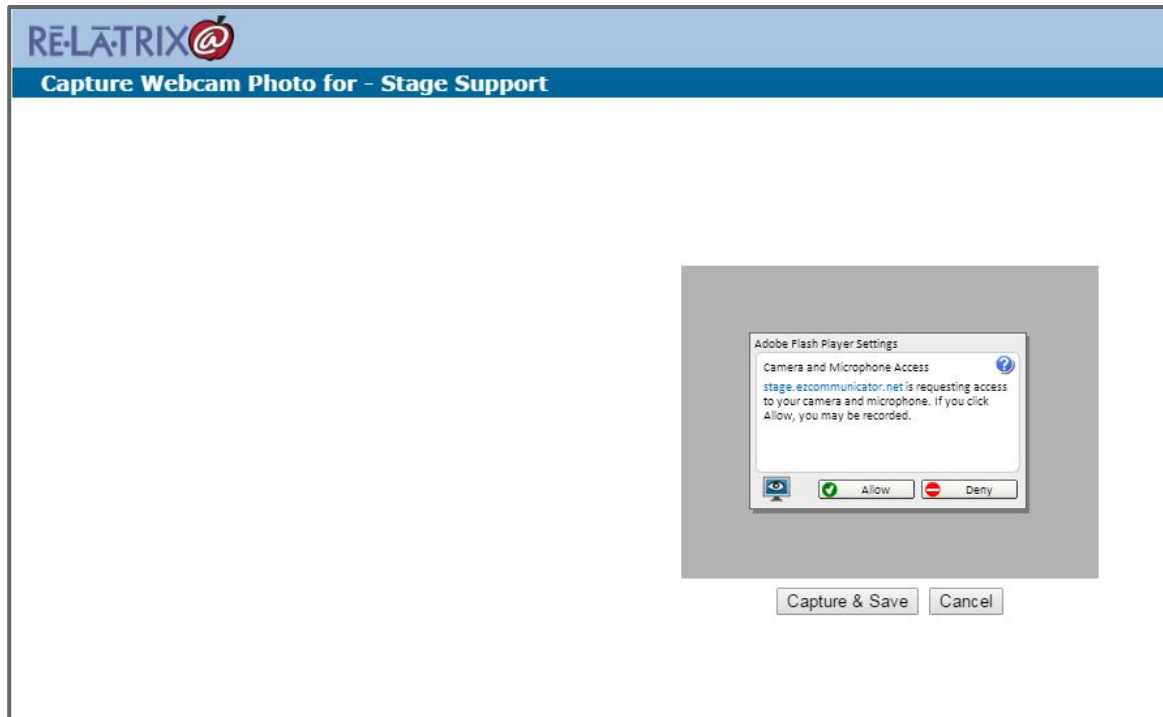 RĒ·LĀ·TRIX@
Capture Webcam Photo for - Stage Support
Adobe Flash Player Settings
Camera and Microphone Access
?
stage.ezcommunicator.net is requesting access
to your camera and microphone. If you click
Allow, you may be recorded.
Allow Deny
Capture & Save Cancel